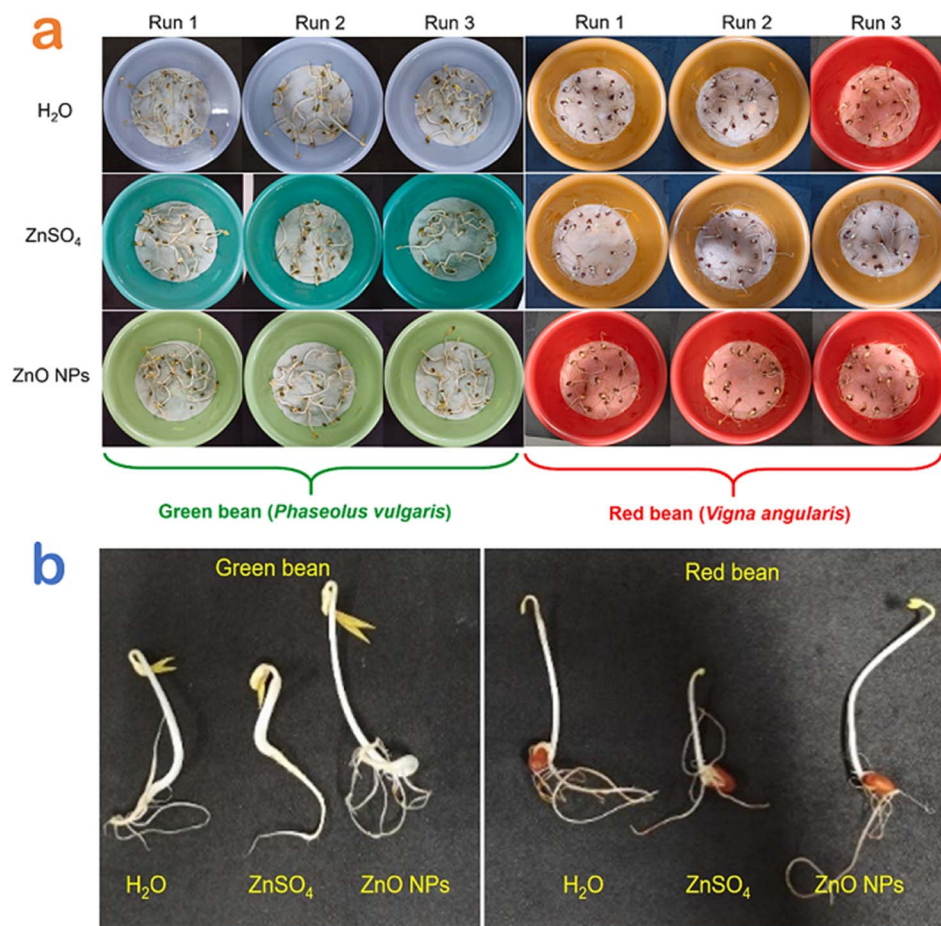 a
Run 1 Run 2 Run 3 Run 1 Run 2 Run 3
H₂O
ZnSO₄
ZnO NPs
Green bean (Phaseolus vulgaris) Red bean (Vigna angularis)
b
Green bean Red bean
H₂O ZnSO₄ ZnO NPs H₂O ZnSO₄ ZnO NPs